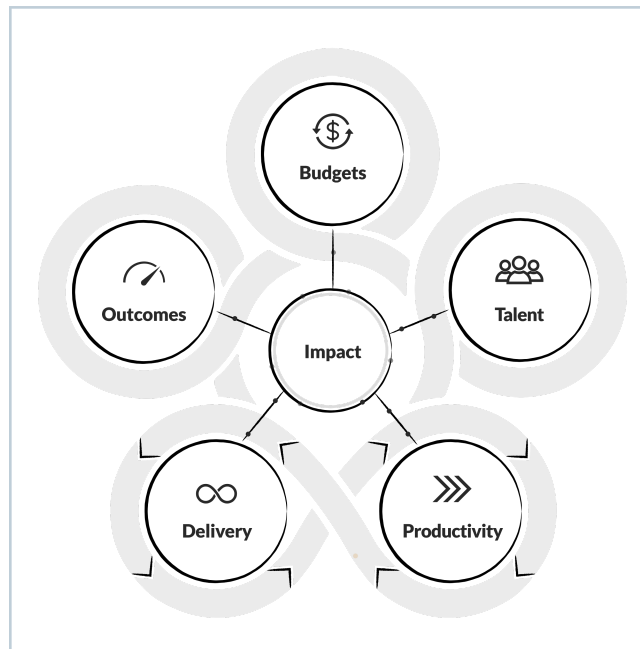 Budgets
Outcomes
Talent
Impact
Delivery
Productivity